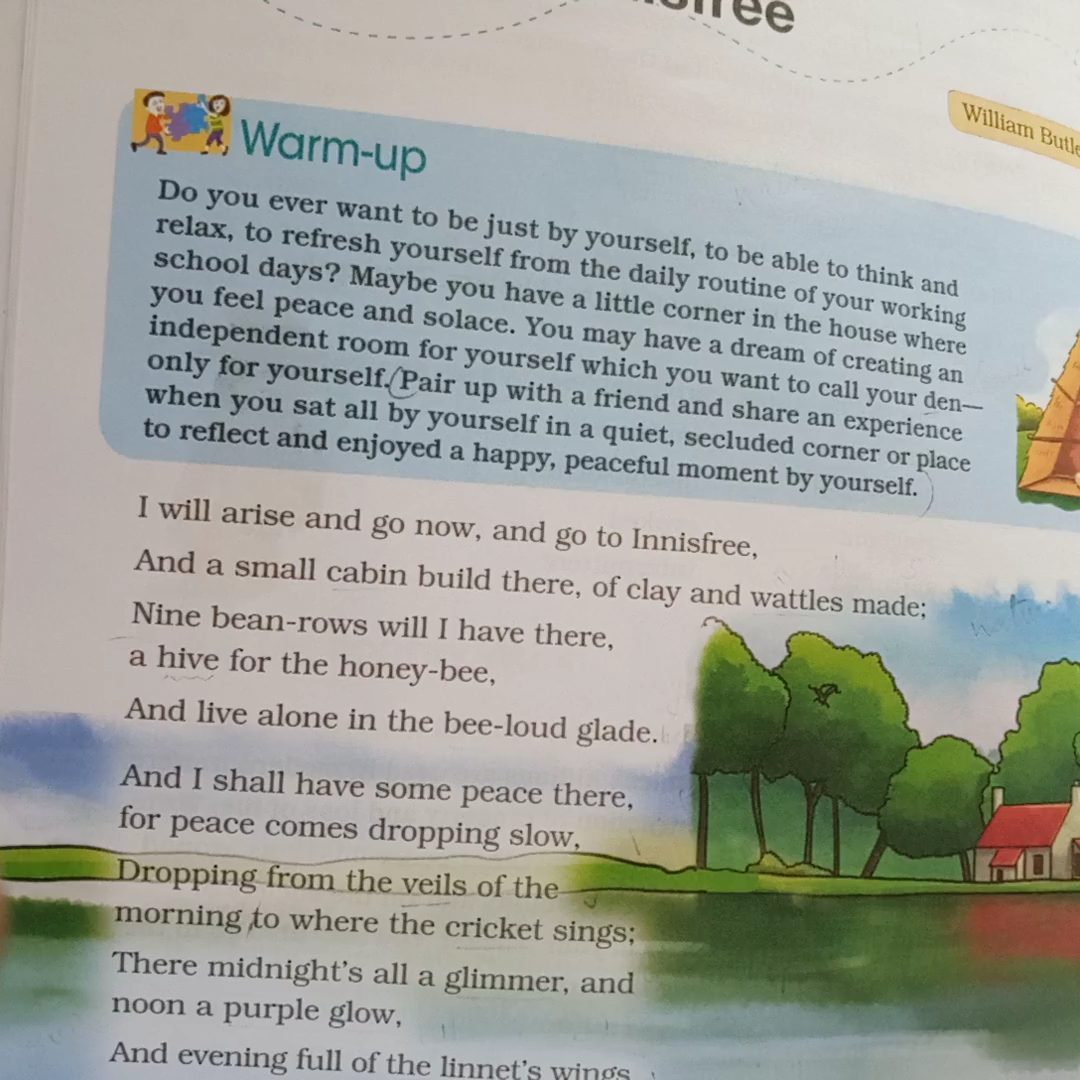 Warm-up
William
Do you ever want to be just by yourself, to be able to think and
relax, to refresh yourself from the daily routine of your working
school days? Maybe you have a little corner in the house where
you feel peace and solace. You may have a dream of creating an
independent room for yourself which you want to call your den—
only for yourself. Pair up with a friend and share an experience
when you sat all by yourself in a quiet, secluded corner or place
to reflect and enjoyed a happy, peaceful moment by yourself.
I will arise and go now, and go to Innisfree,
And a small cabin build there, of clay and wattles made;
Nine bean-rows will I have there,
a hive for the honey-bee,
And live alone in the bee-loud glade.
And I shall have some peace there,
for peace comes dropping slow,
Dropping from the veils of the
morning to where the cricket sings;
There midnight's all a glimmer, and
noon a purple glow,
And evening full of the linnet's wings